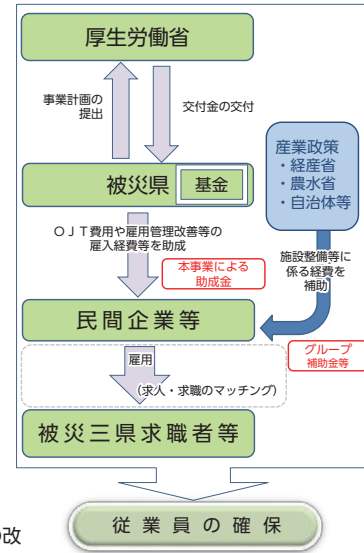 厚生労働省
事業計画の
提出
交付金の交付
被災県
基金
産業政策
・経産省
・農水省
・自治体等
ＯＪＴ費用や雇用管理改善等の
雇入経費等を助成
本事業による
助成金
施設整備等に
係る経費を
補助
民間企業等
グループ
補助金等
雇用
(求人・求職のマッチング)
被災三県求職者等
従業員の確保
の改